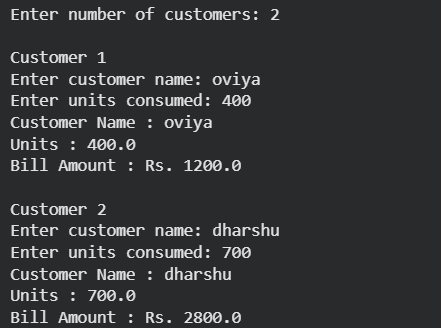 Enter number of customers: 2
Customer 1
Enter customer name: oviya
Enter units consumed: 400
Customer Name : oviya
Units : 400.0
Bill Amount : Rs. 1200.0
Customer 2
Enter customer name: dharshu
Enter units consumed: 700
Customer Name : dharshu
Units : 700.0
Bill Amount : Rs. 2800.0